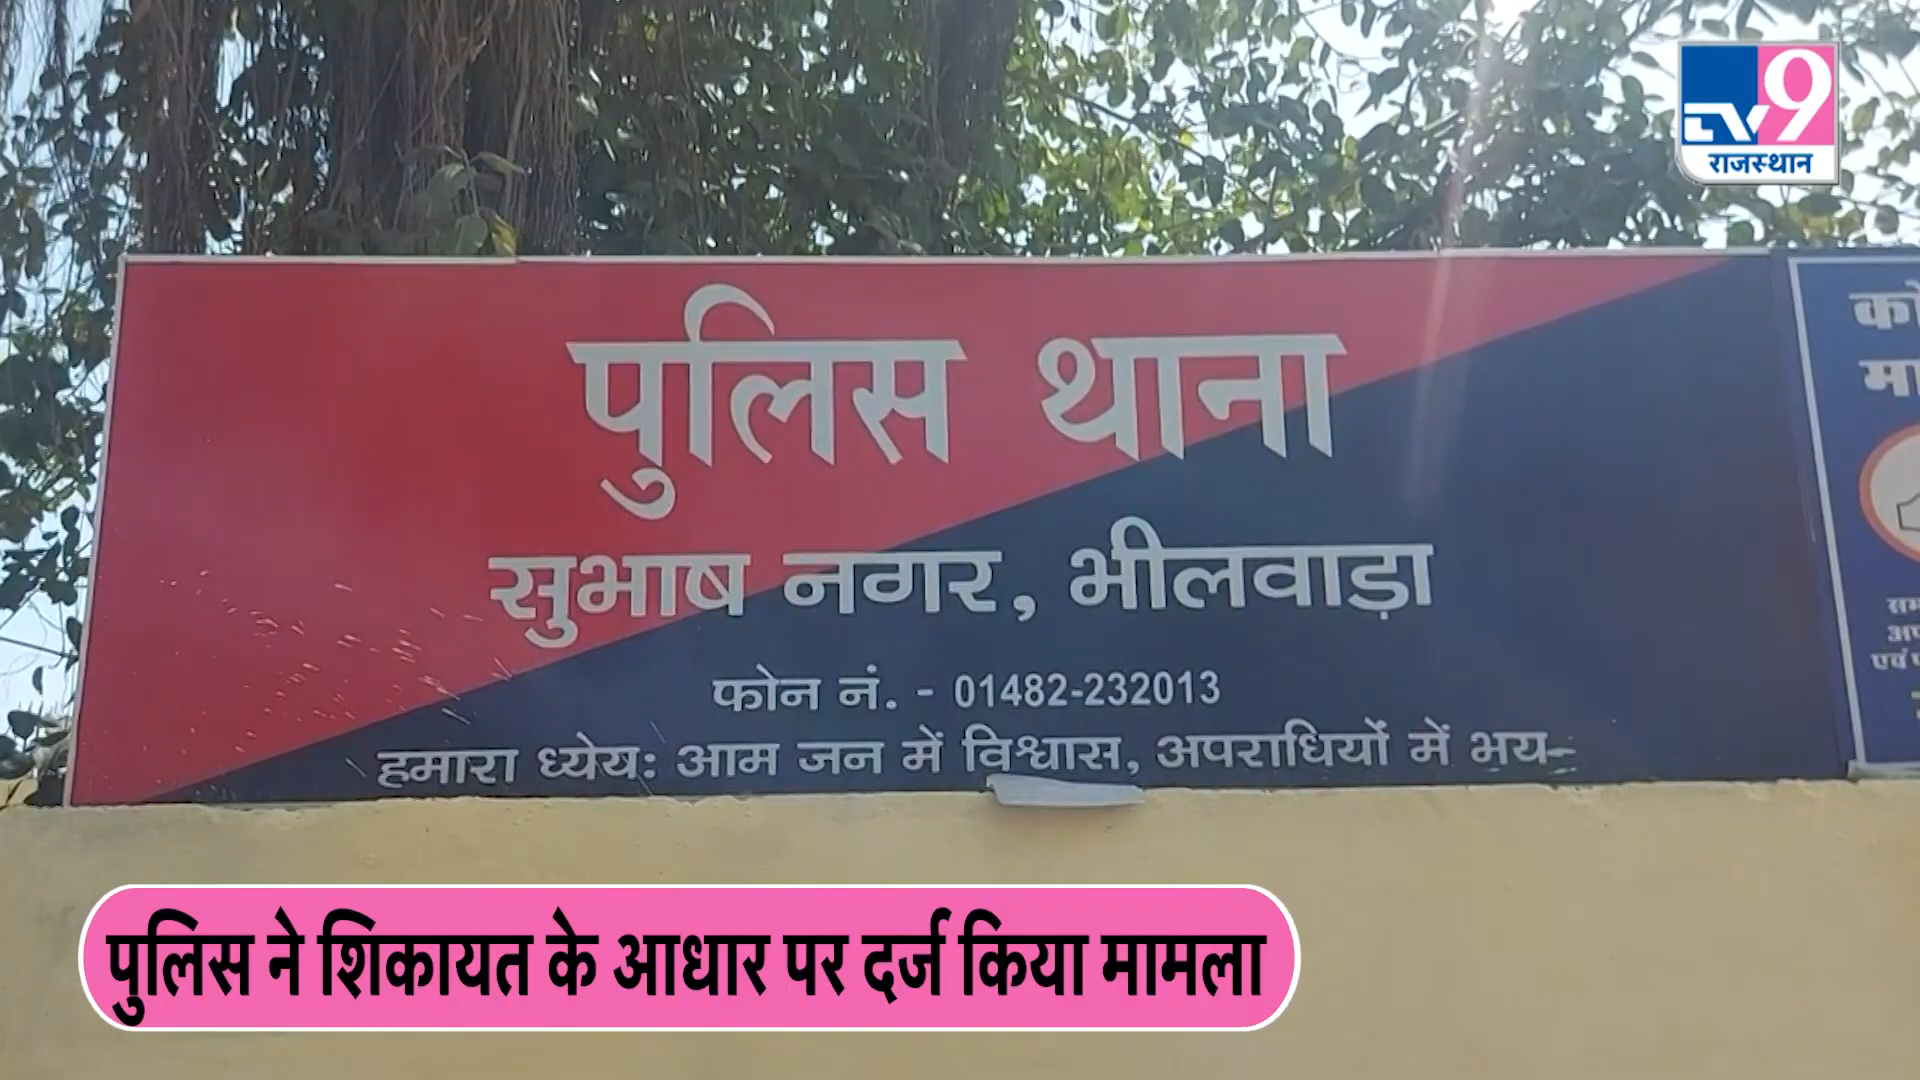 TV9
राजस्थान
पुलिस थाना
सुभाष नगर, भीलवाड़ा
फोन नं. - 01482-232013
हमारा ध्येय: आम जन में विश्वास, अपराधियों में भय-
पुलिस ने शिकायत के आधार पर दर्ज किया मामला